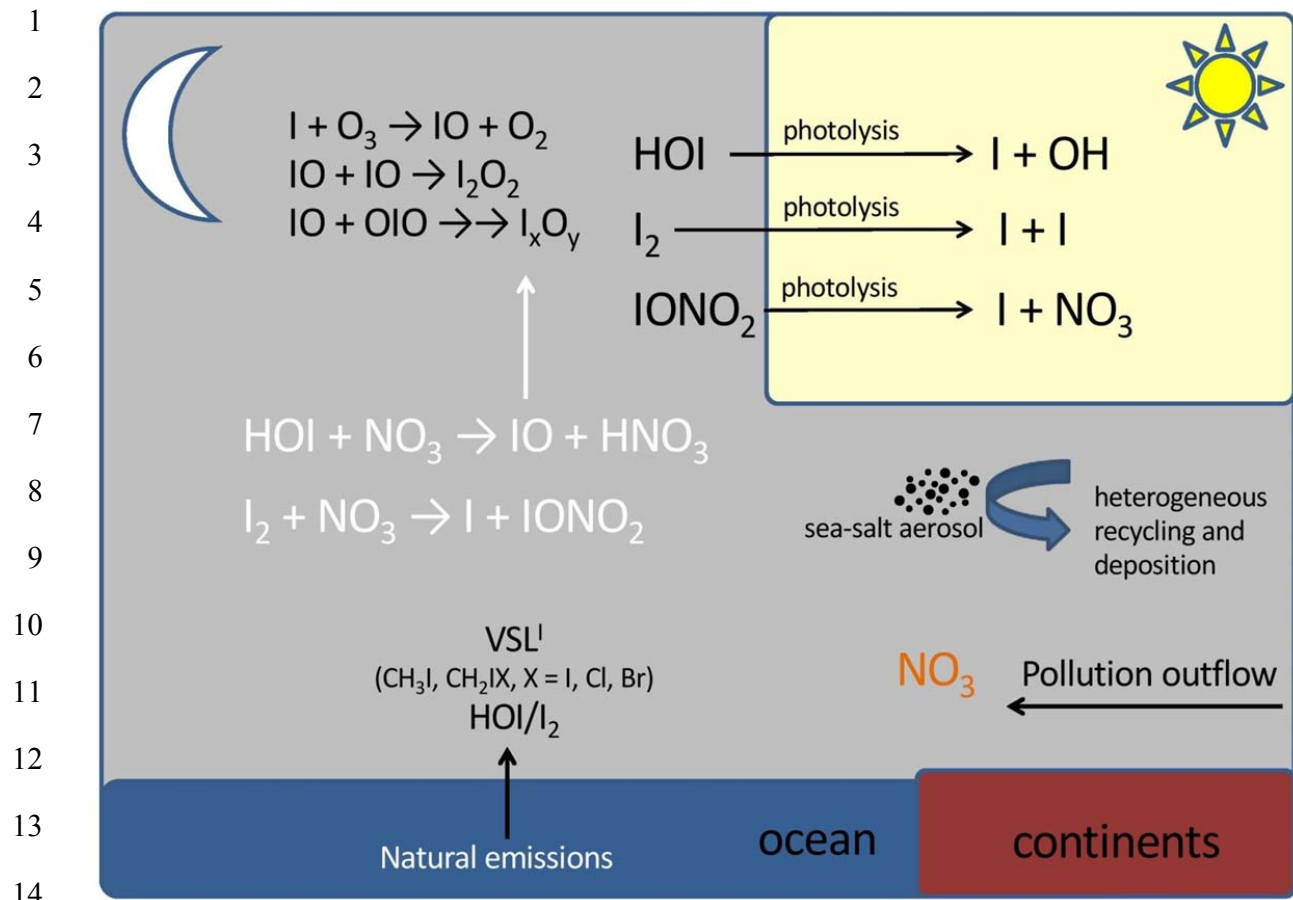 1
2
3
4
5
6
7
8
9
10
11
12
13
14
I + O₃ → IO + O₂
IO + IO → I₂O₂
IO + OIO →→ IₓOᵧ
HOI photolysis → I + OH
I₂ photolysis → I + I
IONO₂ photolysis → I + NO₃
HOI + NO₃ → IO + HNO₃
I₂ + NO₃ → I + IONO₂
sea-salt aerosol
heterogeneous
recycling and
deposition
VSLᴵ
(CH₃I, CH₂IX, X = I, Cl, Br)
HOI/I₂
NO₃
Pollution outflow
Natural emissions
ocean
continents